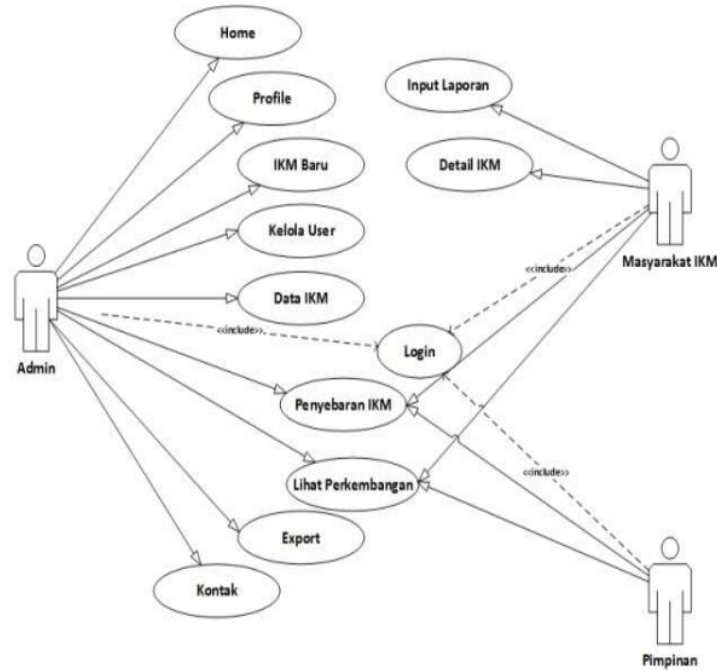 Home
Input Laporan
Profile
Detail IKM
IKM Baru
Kelola User
Masyarakat IKM
<<include>>
Data IKM
<<include>>
Login
Admin
Penyebaran IKM
<<include>>
Lihat Perkembangan
Export
Kontak
Pimpinan